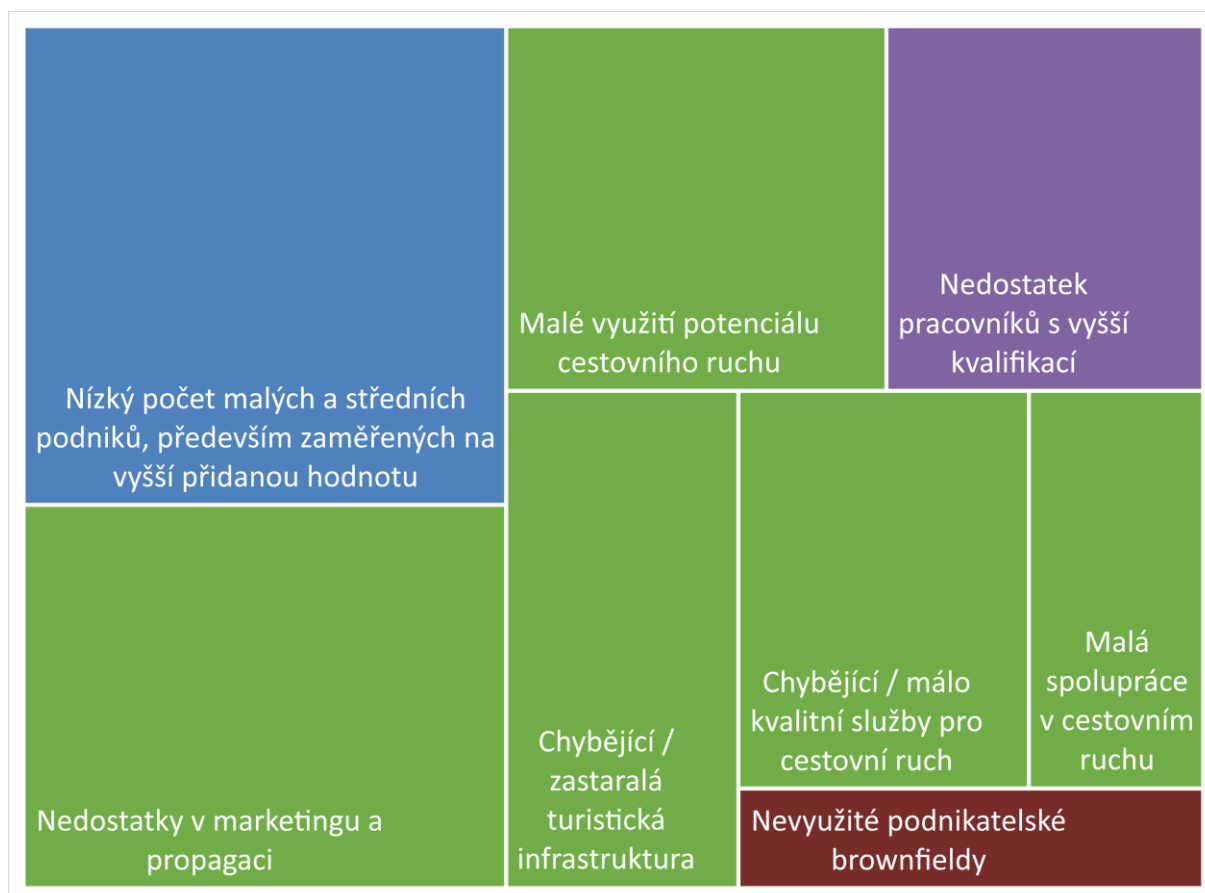 Nízký počet malých a středních
podniků, především zaměřených na
vyšší přidanou hodnotu
Malé využití potenciálu
cestovního ruchu
Nedostatek
pracovníků s vyšší
kvalifikací
Nedostatky v marketingu a
propagaci
Chybějící /
zastaralá
turistická
infrastruktura
Chybějící / málo
kvalitní služby pro
cestovní ruch
Malá
spolupráce
v cestovním
ruchu
Nevyužité podnikatelské
brownfieldy